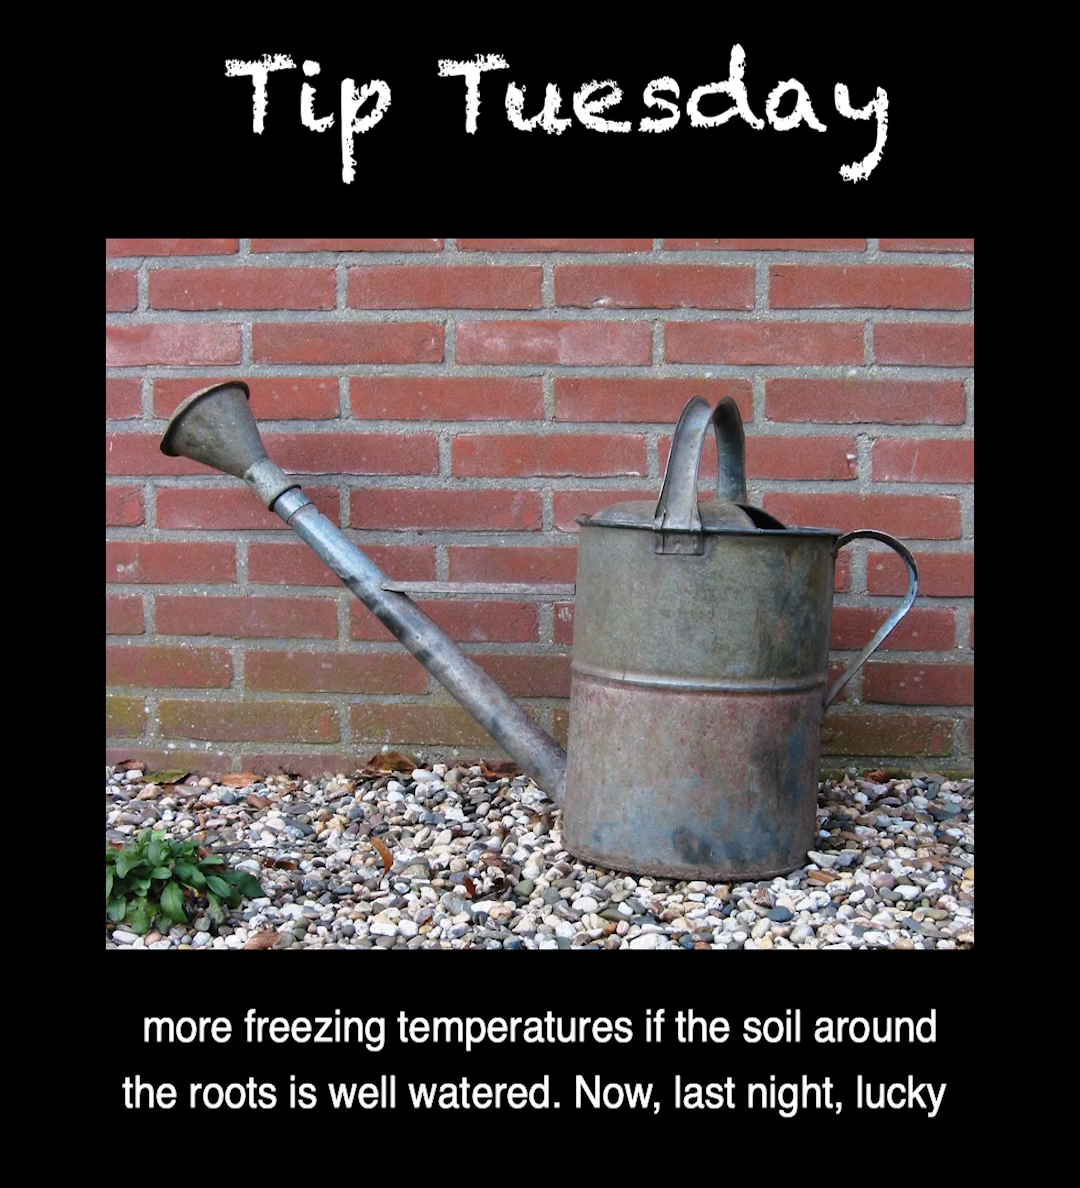 Tip Tuesday
more freezing temperatures if the soil around
the roots is well watered. Now, last night, lucky